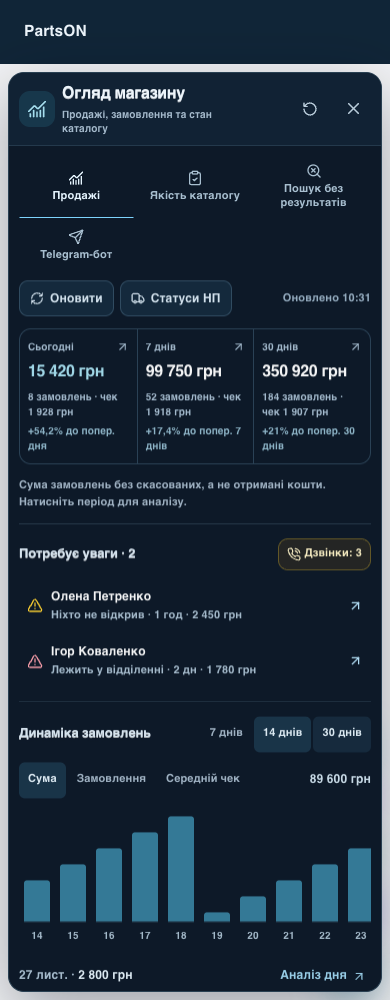 PartsON
Огляд магазину
Продажі, замовлення та стан
каталогу
Продажі
Якість каталогу
Пошук без
результатів
Telegram-бот
Оновити
Статуси НП
Оновлено 10:31
Сьогодні
15 420 грн
8 замовлень · чек
1 928 грн
+54,2% до попер.
дня
7 днів
99 750 грн
52 замовлень · чек
1 918 грн
+17,4% до попер. 7
днів
30 днів
350 920 грн
184 замовлень ·
чек 1 907 грн
+21% до попер. 30
днів
Сума замовлень без скасованих, а не отримані кошти.
Натисніть період для аналізу.
Потребує уваги · 2
Дзвінки: 3
Олена Петренко
Ніхто не відкрив · 1 год · 2 450 грн
Ігор Коваленко
Лежить у відділенні · 2 дн · 1 780 грн
Динаміка замовлень
7 днів
14 днів
30 днів
Сума
Замовлення
Середній чек
89 600 грн
14 15 16 17 18 19 20 21 22 23
27 лист. · 2 800 грн
Аналіз дня